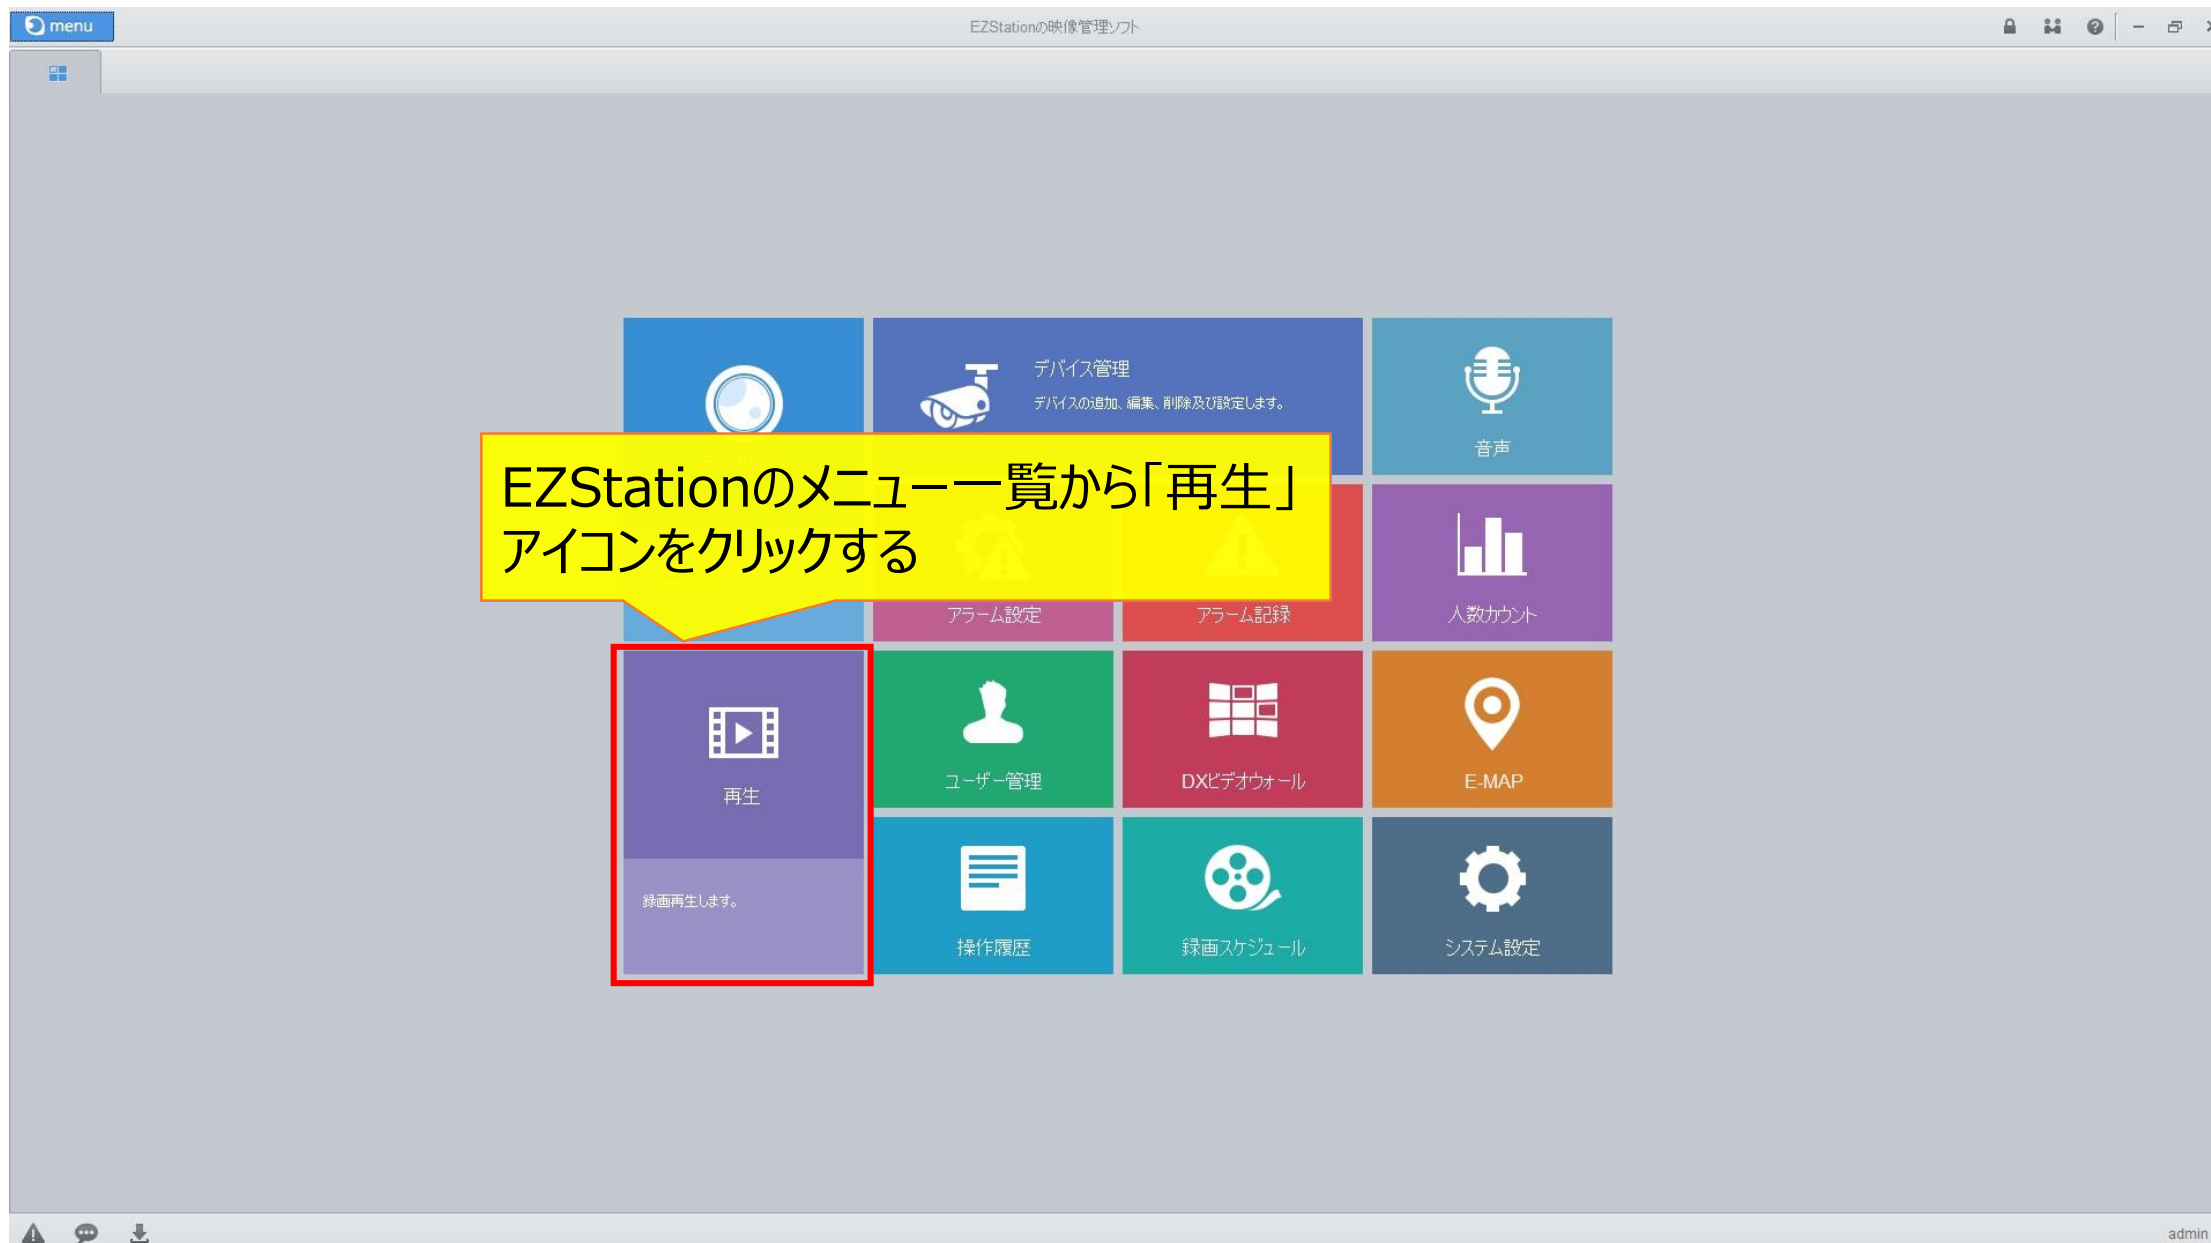 menu
EZStationの映像管理ソフト
デバイス管理
デバイスの追加、編集、削除及び設定します。
音声
EZStationのメニュー一覧から「再生」
アイコンをクリックする
アラーム設定
アラーム記録
人数カウント
再生
ユーザー管理
DXビデオウォール
E-MAP
録画再生します。
操作履歴
録画スケジュール
システム設定
admin